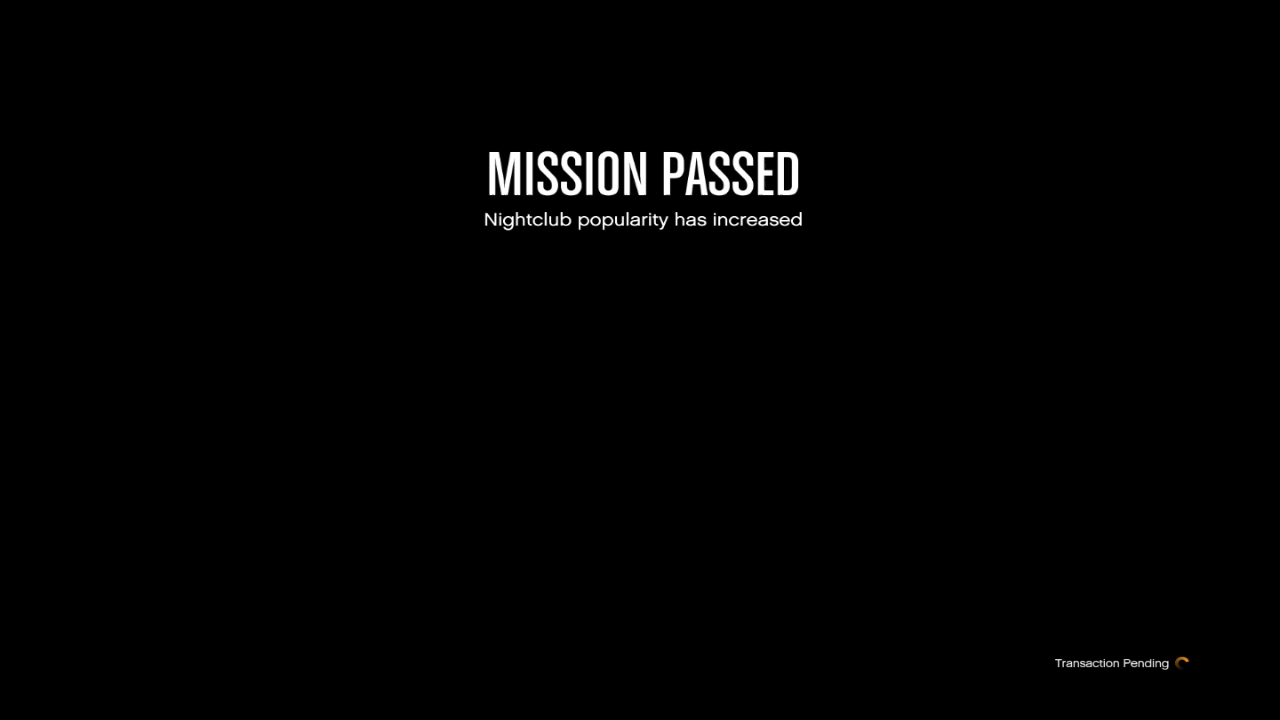 MISSION PASSED
Nightclub popularity has increased
Transaction Pending